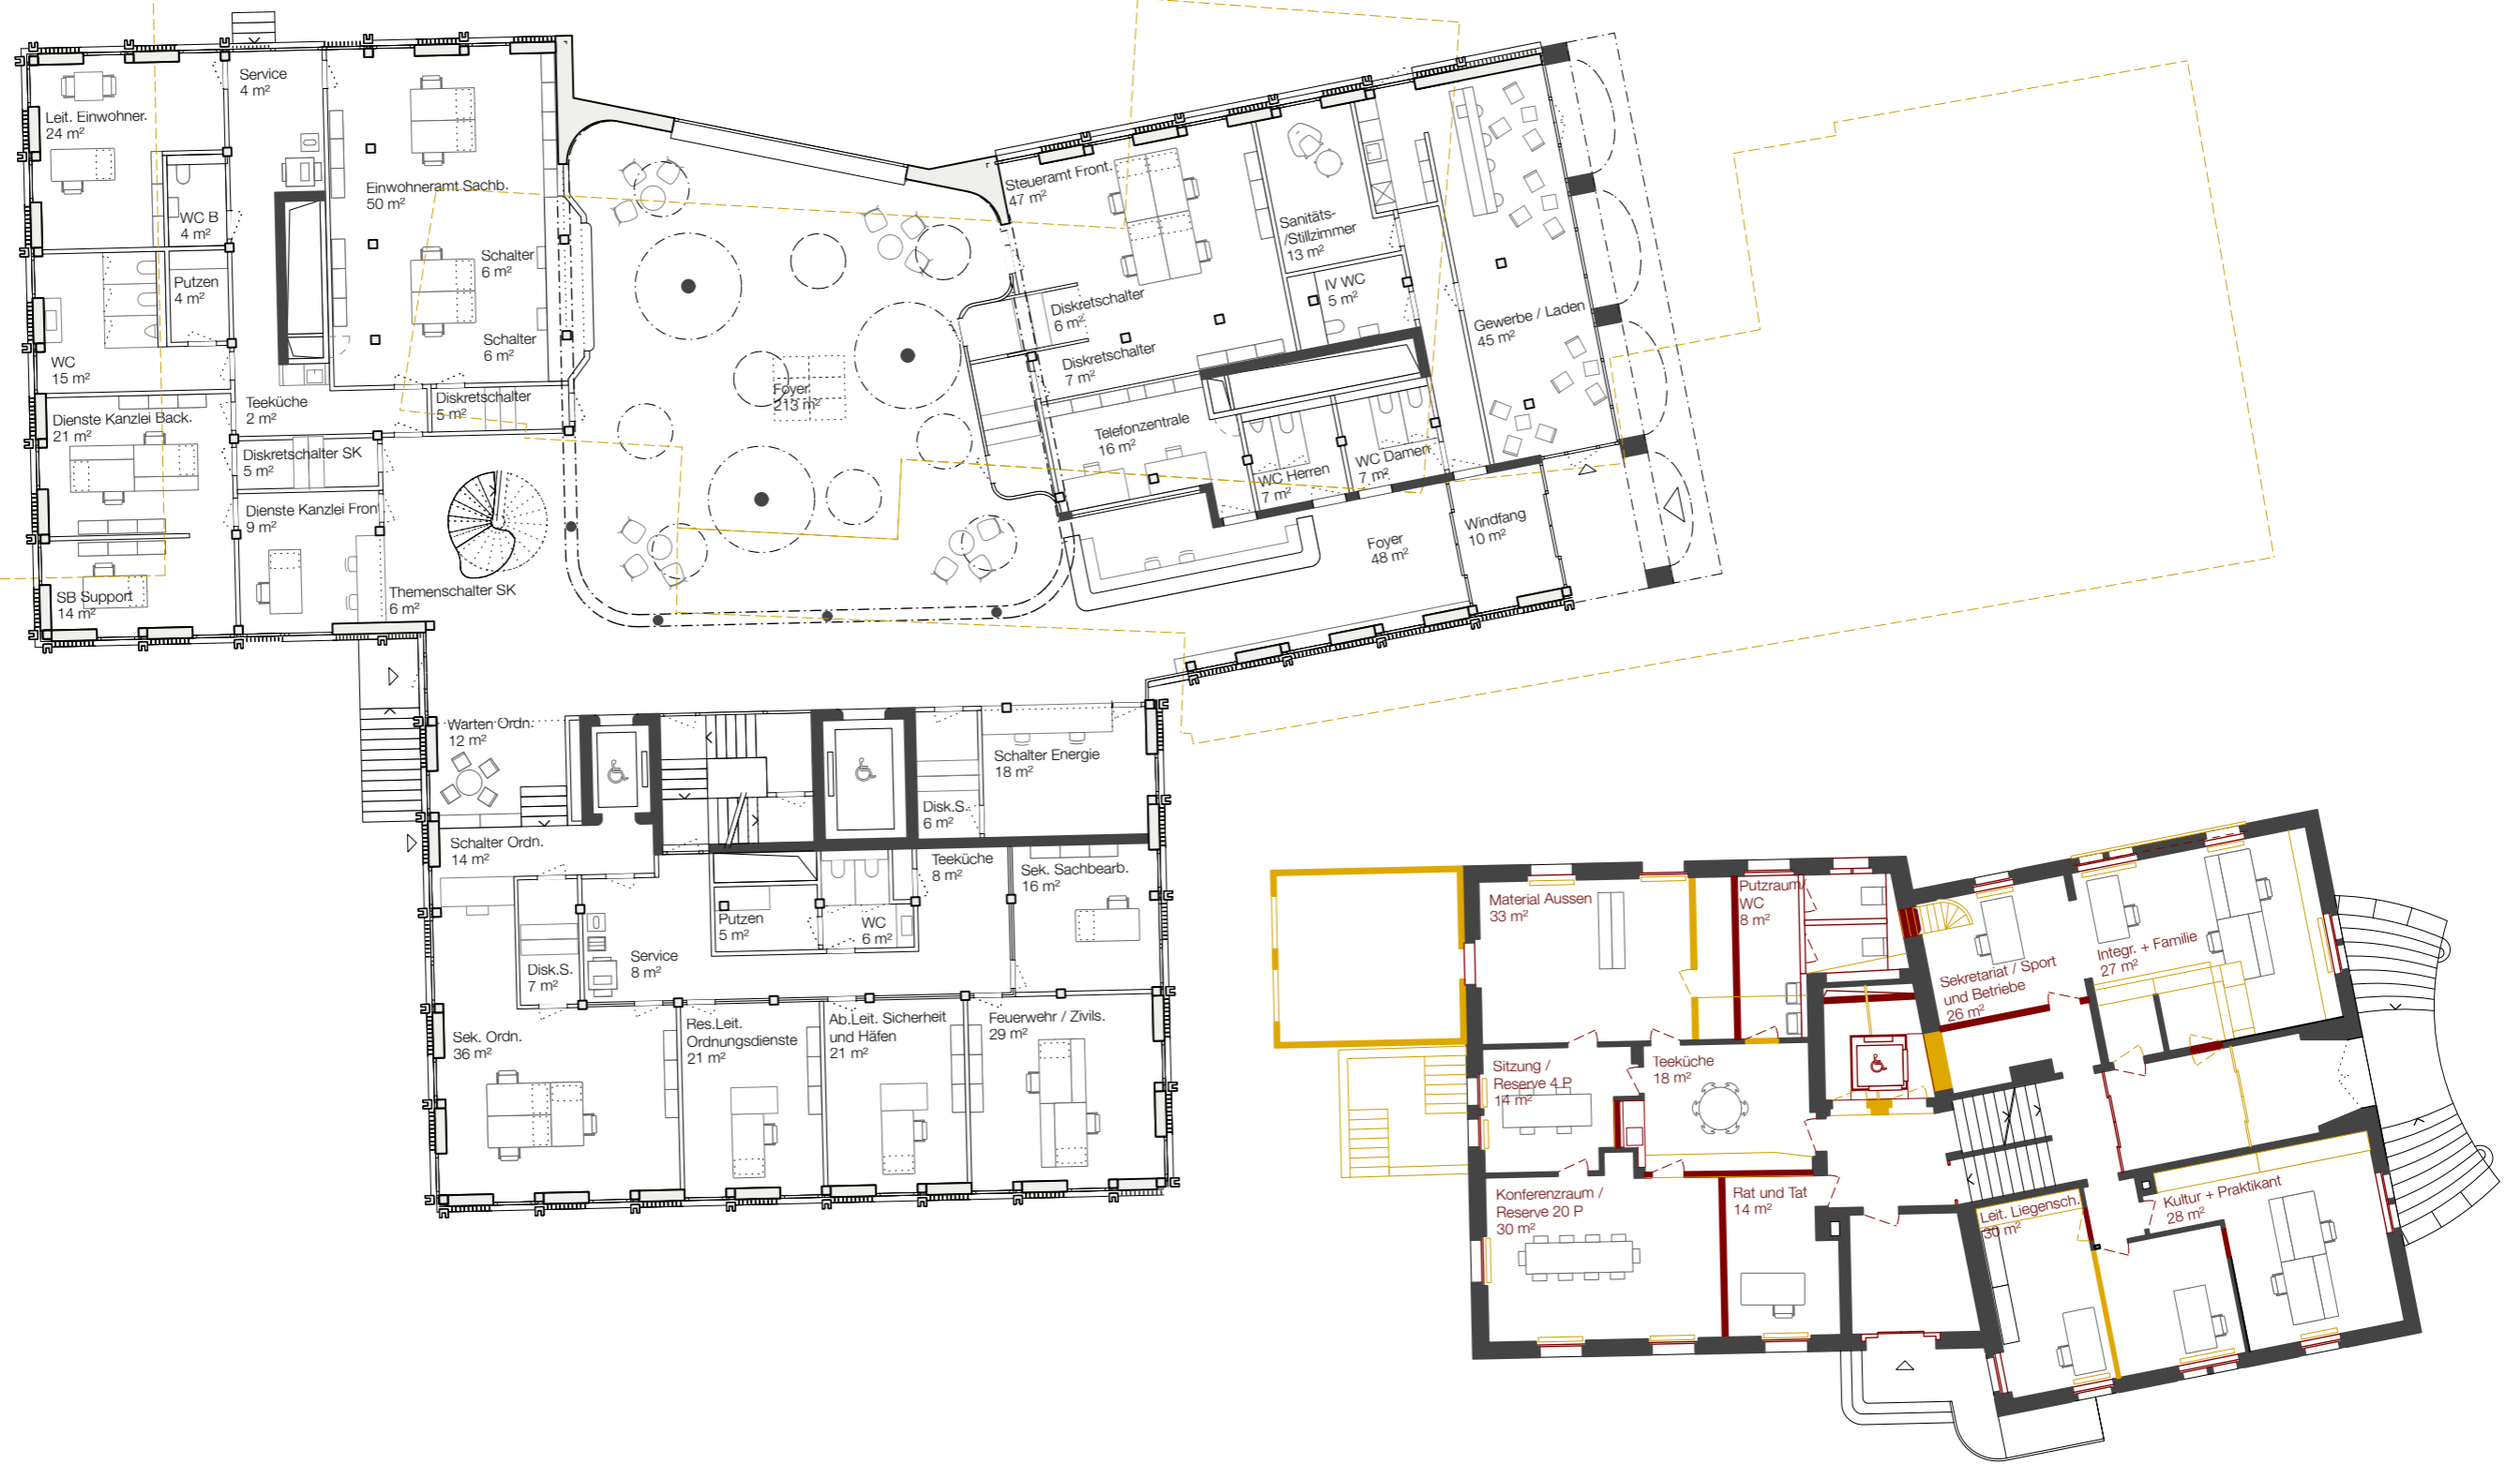 Leit. Einwohner.
24 m²
Service
4 m²
WC B
4 m²
Putzen
4 m²
WC
15 m²
Einwohneramt Sachb.
50 m²
Schalter
6 m²
Schalter
6 m²
Teeküche
2 m²
Diskretschalter
5 m²
Dienste Kanzlei Back.
21 m²
Diskretschalter SK
5 m²
Dienste Kanzlei Front
9 m²
SB Support
14 m²
Themenschalter SK
6 m²
Foyer
213 m²
Steueramt Front.
47 m²
Sanitäts-
/Stillzimmer
13 m²
IV WC
5 m²
Diskretschalter
6 m²
Diskretschalter
7 m²
Gewerbe / Laden
45 m²
Telefonzentrale
16 m²
WC Herren
7 m²
WC Damen
7 m²
Windfang
10 m²
Foyer
48 m²
Warten Ordn.
12 m²
Schalter Energie
18 m²
Disk.S.
6 m²
Schalter Ordn.
14 m²
Teeküche
8 m²
Sek. Sachbearb.
16 m²
Putzen
5 m²
WC
6 m²
Disk.S.
7 m²
Service
8 m²
Sek. Ordn.
36 m²
Res.Leit.
Ordnungsdienste
21 m²
Ab.Leit. Sicherheit
und Häfen
21 m²
Feuerwehr / Zivils.
29 m²
Material Aussen
33 m²
Putzraum/
WC
8 m²
Sekretariat / Sport
und Betriebe
26 m²
Integr. + Familie
27 m²
Sitzung /
Reserve 4 P
14 m²
Teeküche
18 m²
Konferenzraum /
Reserve 20 P
30 m²
Rat und Tat
14 m²
Leit. Liegensch.
30 m²
Kultur + Praktikant
28 m²